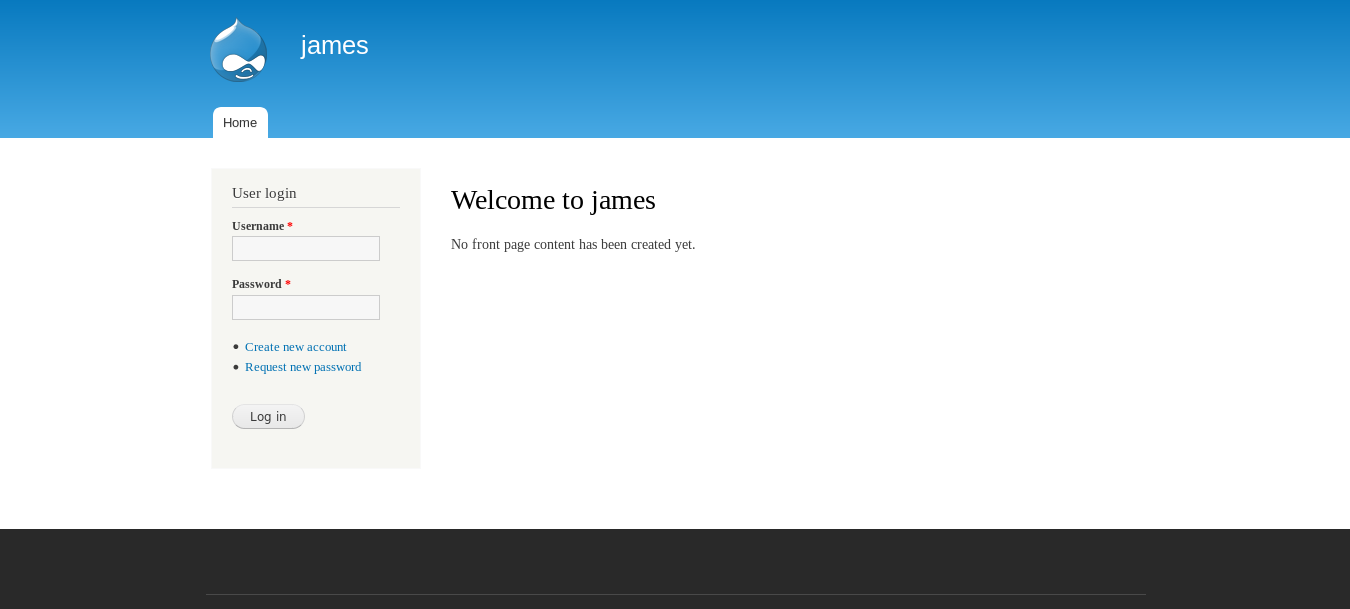 james
Home
User login
Username *
Password *
Create new account
Request new password
Log in
Welcome to james
No front page content has been created yet.